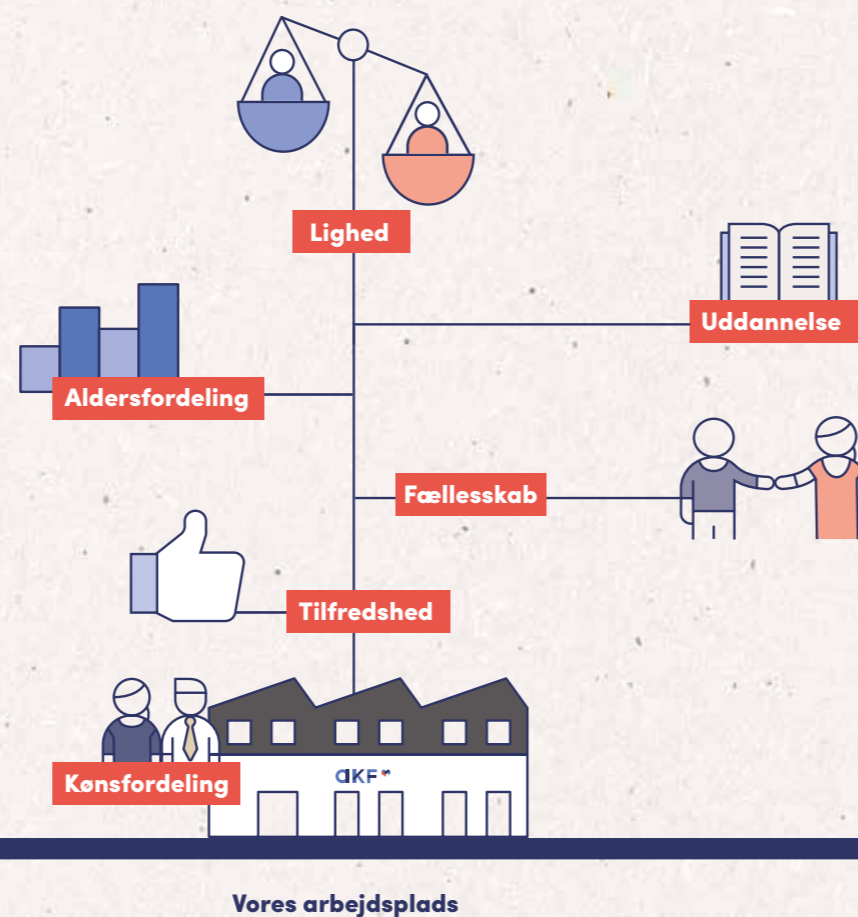 Lighed
Uddannelse
Aldersfordeling
Fællesskab
Tilfredshed
Kønsfordeling
aKF
Vores arbejdsplads